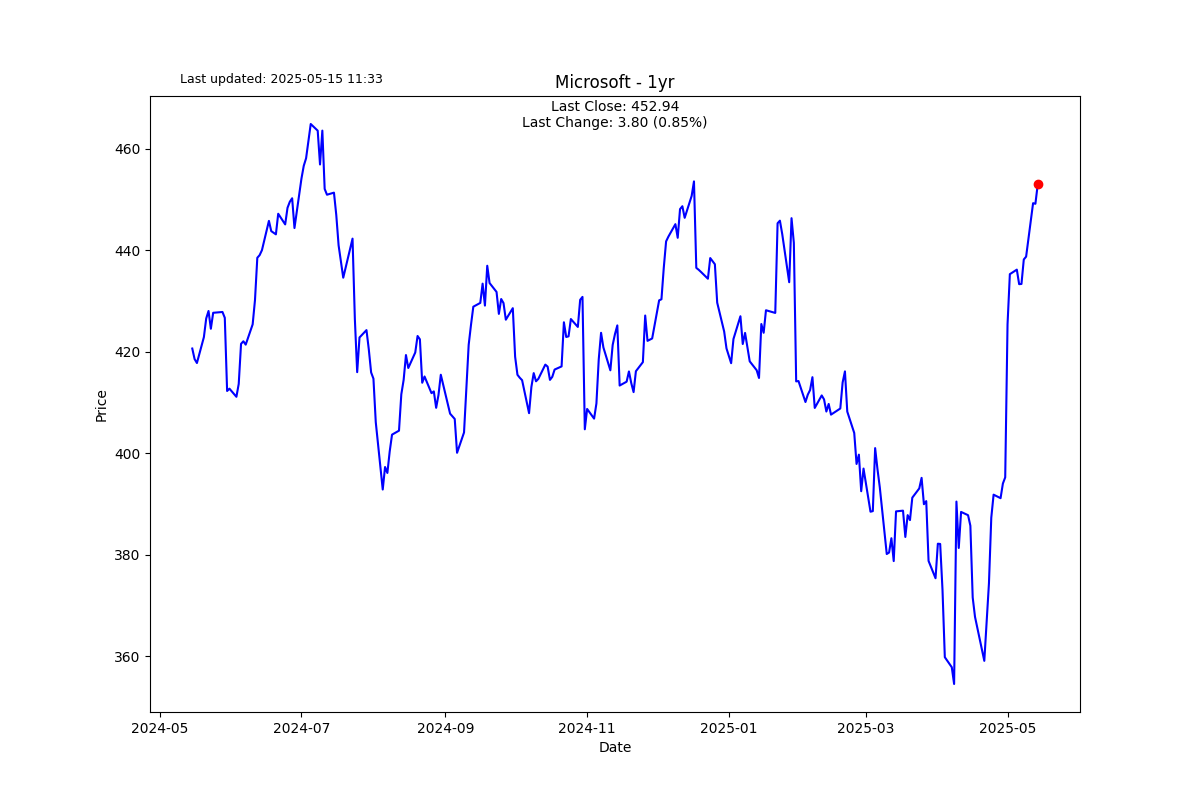 Last updated: 2025-05-15 11:33
Microsoft - 1yr
Last Close: 452.94
Last Change: 3.80 (0.85%)
460
440
420
400
380
360
Price
2024-05
2024-07
2024-09
2024-11
2025-01
2025-03
2025-05
Date